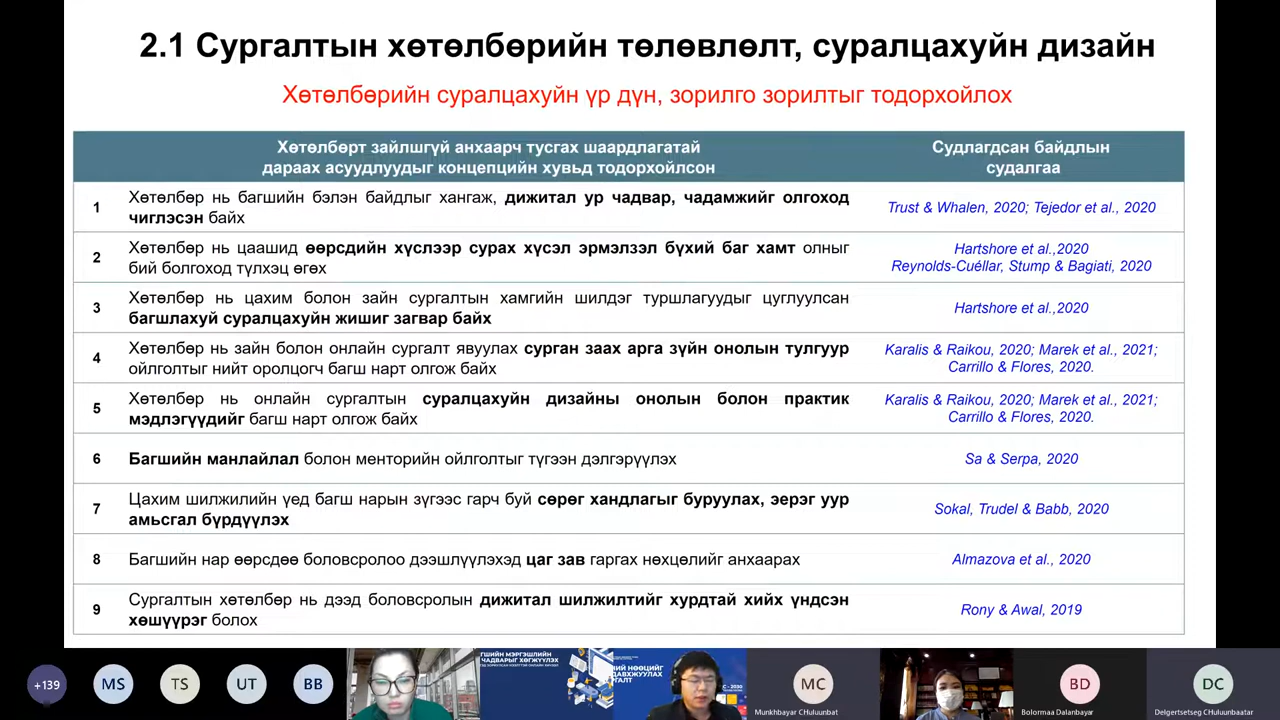 2.1 Сургалтын хөтөлбөрийн төлөвлөлт, суралцахуйн дизайн
Хөтөлбөрийн суралцахуйн үр дүн, зорилго зорилтыг тодорхойлох
Хөтөлбөрт зайлшгүй анхаарч тусгах шаардлагатай
дараах асуудлуудыг концепцийн хувьд тодорхойлсон
Судлагдсан байдлын
судалгаа
1
Хөтөлбөр нь багшийн бэлэн байдлыг хангаж, дижитал ур чадвар, чадамжийг олгоход
чиглэсэн байх
Trust & Whalen, 2020; Tejedor et al., 2020
2
Хөтөлбөр нь цаашид өөрсдийн хүслээр сурах хүсэл эрмэлзэл бүхий баг хамт олныг
бий болгоход түлхэц өгөх
Hartshore et al.,2020
Reynolds-Cuéllar, Stump & Bagiati, 2020
3
Хөтөлбөр нь цахим болон зайн сургалтын хамгийн шилдэг туршлагуудыг цуглуулсан
багшлахуй суралцахуйн жишиг загвар байх
Hartshore et al.,2020
4
Хөтөлбөр нь зайн болон онлайн сургалт явуулах сурган заах арга зүйн онолын тулгуур
ойлголтыг нийт оролцогч багш нарт олгож байх
Karalis & Raikou, 2020; Marek et al., 2021;
Carrillo & Flores, 2020.
5
Хөтөлбөр нь онлайн сургалтын суралцахуйн дизайны онолын болон практик
мэдлэгүүдийг багш нарт олгож байх
Karalis & Raikou, 2020; Marek et al., 2021;
Carrillo & Flores, 2020.
6
Багшийн манлайлал болон менторийн ойлголтыг түгээн дэлгэрүүлэх
Sa & Serpa, 2020
7
Цахим шилжилийн үед багш нарын зүгээс гарч буй сөрөг хандлагыг буруулах, эерэг уур
амьсгал бүрдүүлэх
Sokal, Trudel & Babb, 2020
8
Багшийн нар өөрсдөө боловсролоо дээшлүүлэхэд цаг зав гаргах нөхцөлийг анхаарах
Almazova et al., 2020
9
Сургалтын хөтөлбөр нь дээд боловсролын дижитал шилжилтийг хурдтай хийх үндсэн
хөшүүрэг болох
Rony & Awal, 2019
+139
MS
TS
UT
BB
MC
Munkhbayar CHuluunbat
BD
Bolormaa Dalanbayar
DC
Delgertsetseg CHuluunbaatar